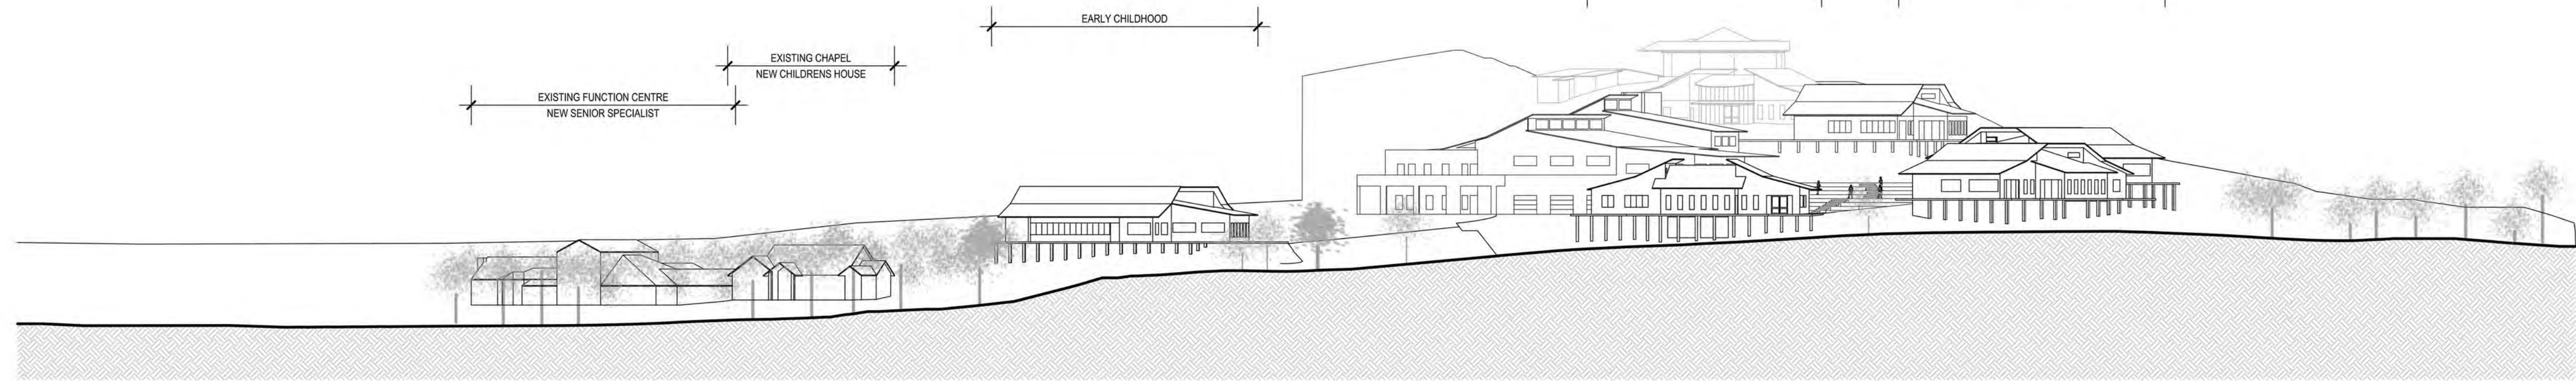 EARLY CHILDHOOD
EXISTING CHAPEL
NEW CHILDRENS HOUSE
EXISTING FUNCTION CENTRE
NEW SENIOR SPECIALIST